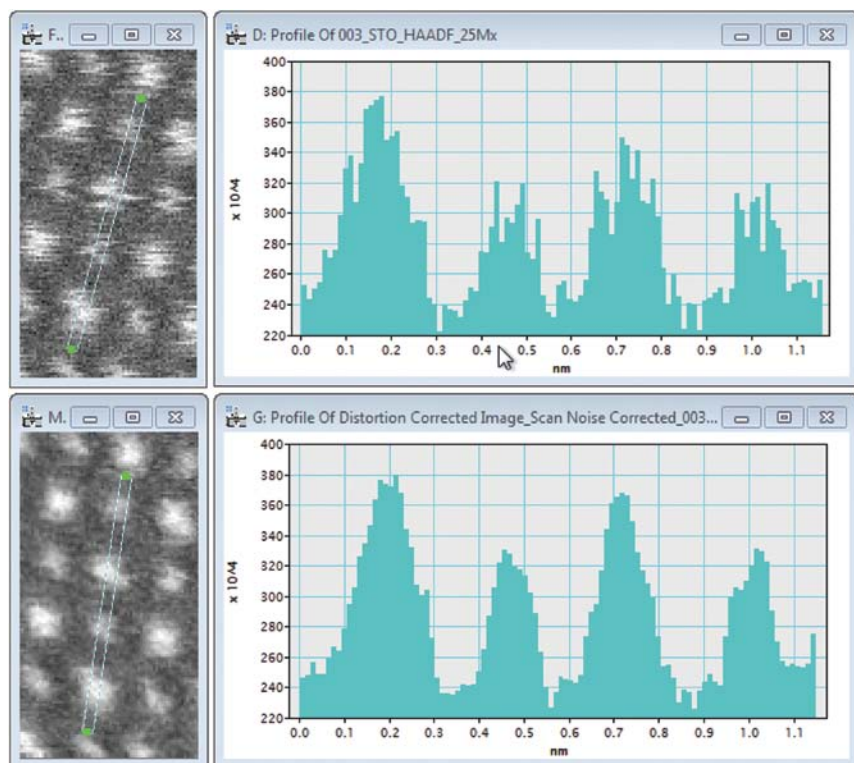 F..
D: Profile Of 003_STO_HAADF_25Mx
400
380
360
340
320
300
280
260
240
220
x 10^4
0.0 0.1 0.2 0.3 0.4 0.5 0.6 0.7 0.8 0.9 1.0 1.1
nm
M.
G: Profile Of Distortion Corrected Image_Scan Noise Corrected_003...
400
380
360
340
320
300
280
260
240
220
x 10^4
0.0 0.1 0.2 0.3 0.4 0.5 0.6 0.7 0.8 0.9 1.0 1.1
nm